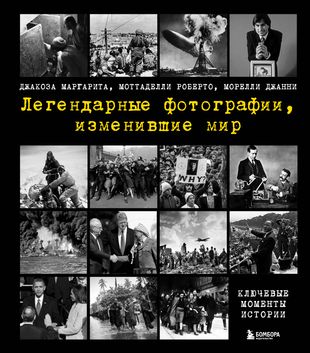 ДЖАКОЗА МАРГАРИТА, МОТТАДЕЛЛИ РОБЕРТО, МОРЕЛЛИ ДЖАННИ
Легендарные фотографии,
изменившие мир
WHY?
КЛЮЧЕВЫЕ
МОМЕНТЫ
ИСТОРИИ
БОМБОРА